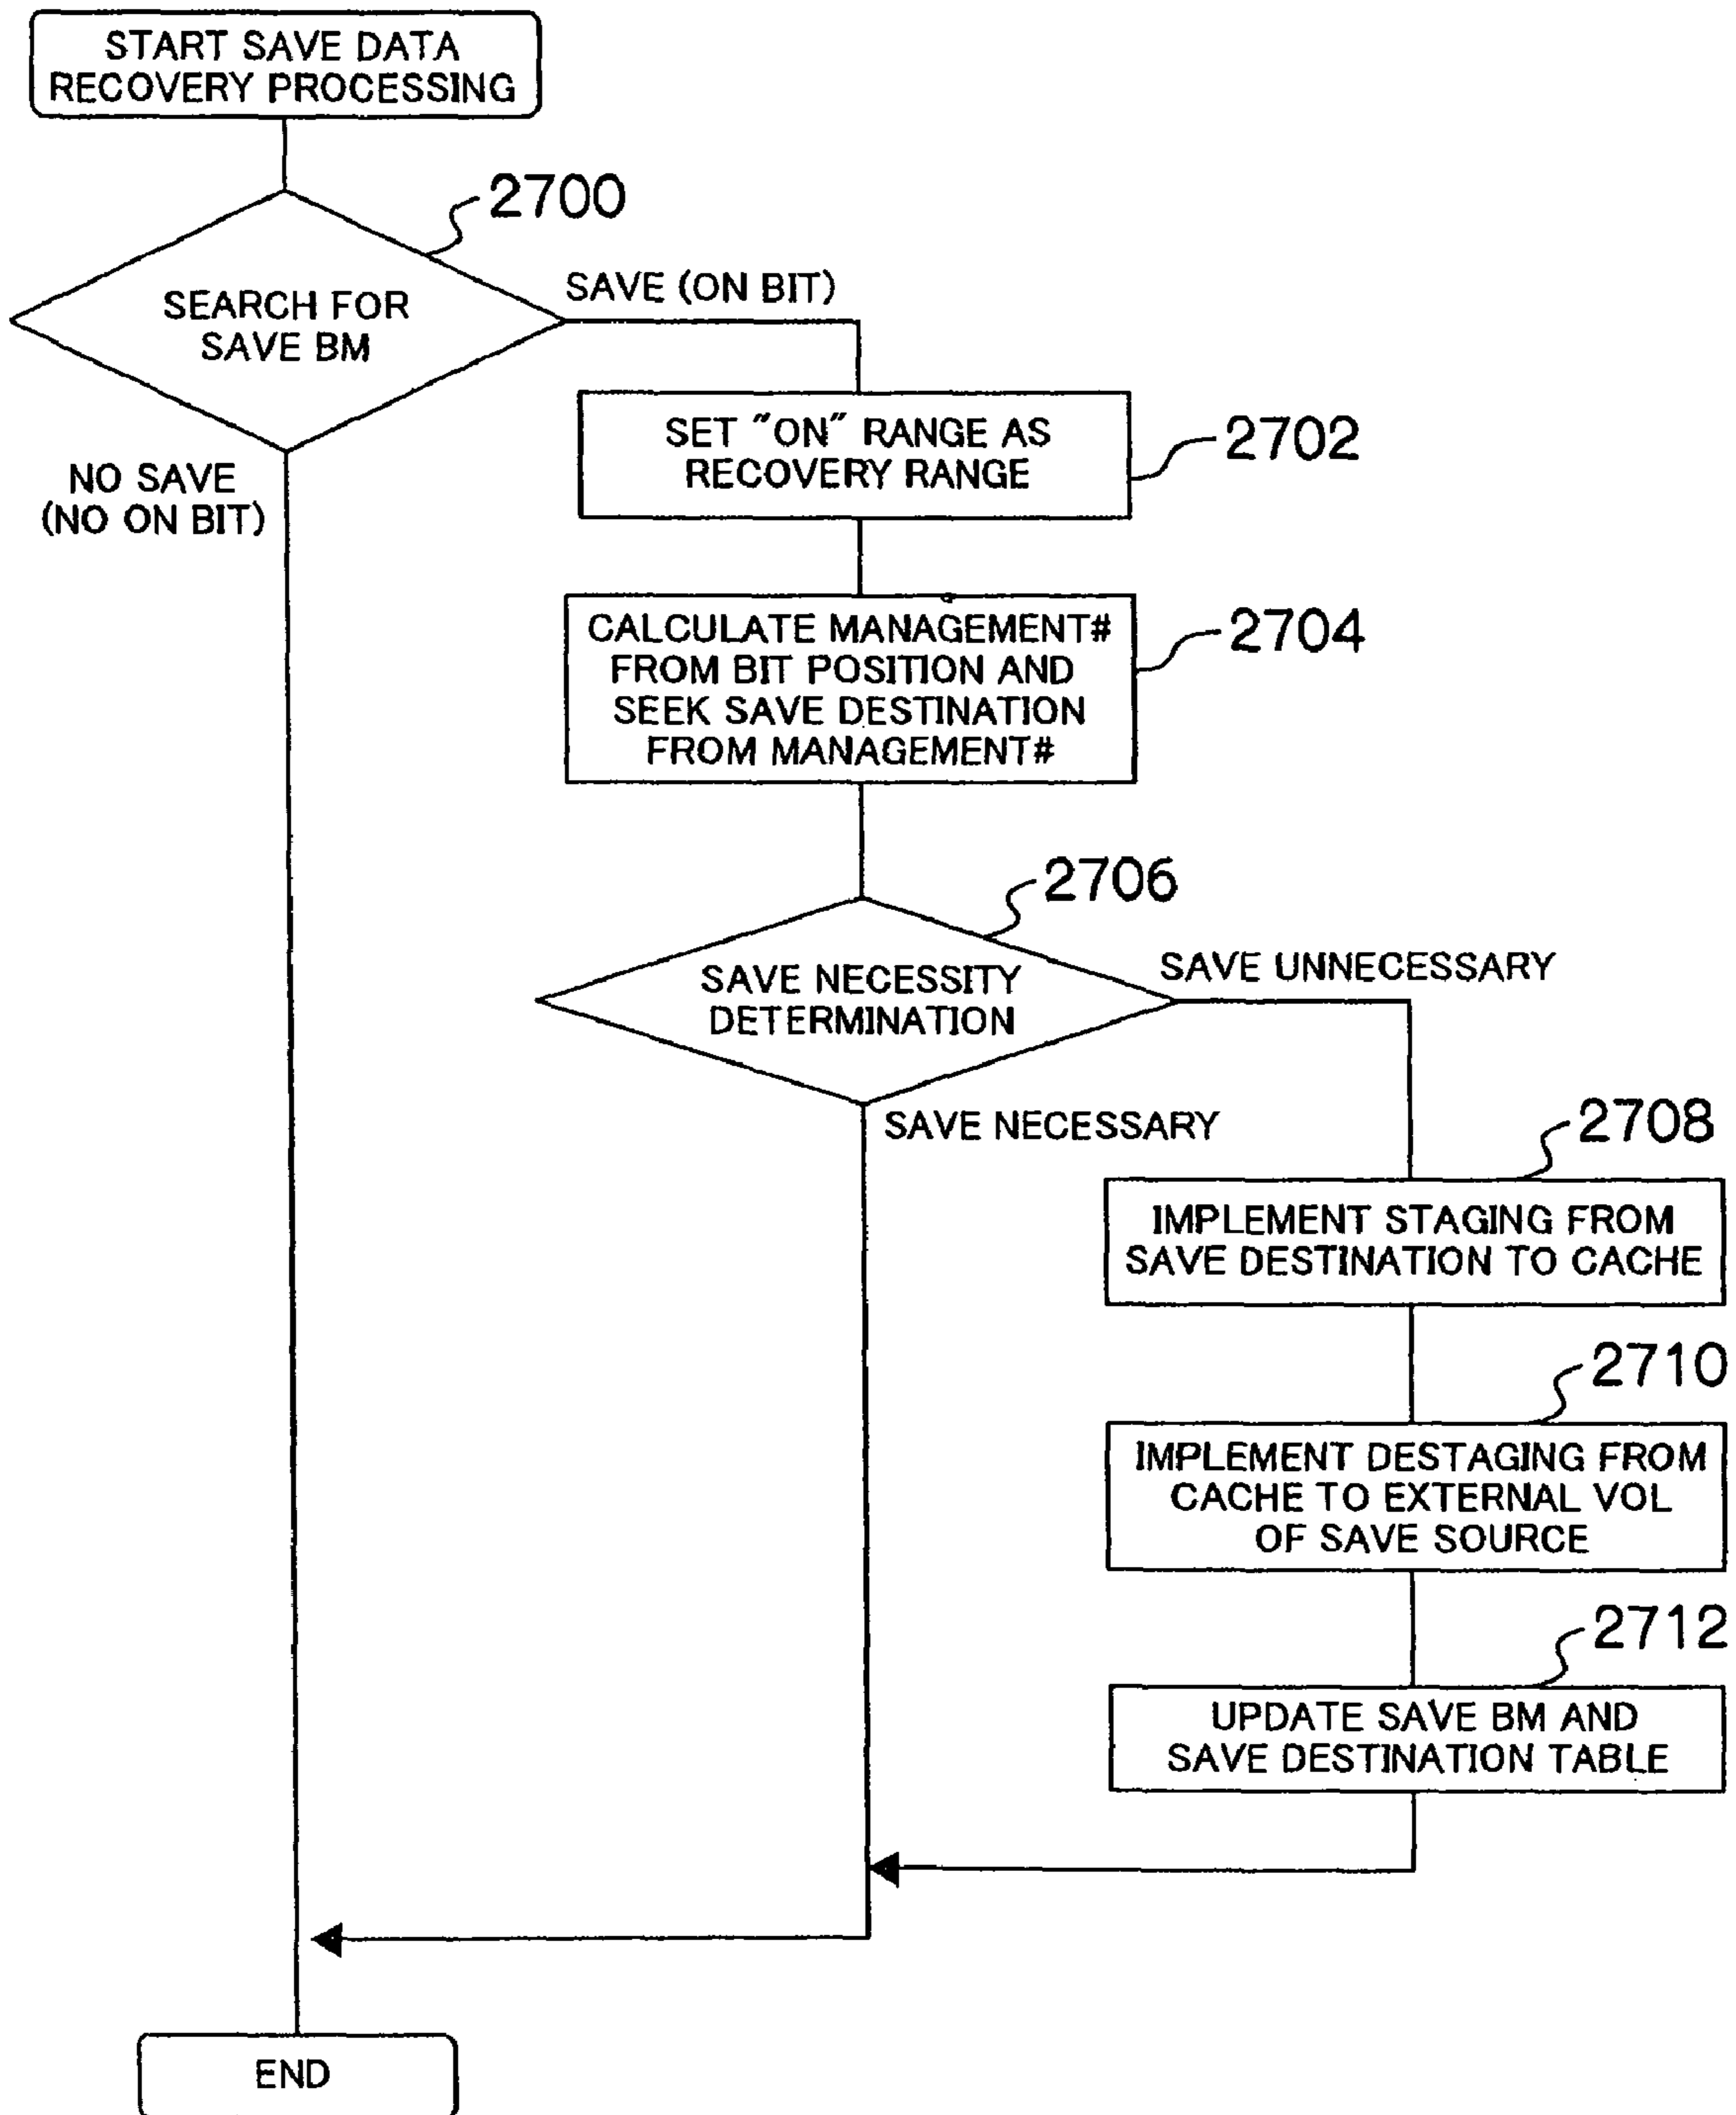 START SAVE DATA
RECOVERY PROCESSING
2700
SEARCH FOR
SAVE BM
SAVE (ON BIT)
NO SAVE
(NO ON BIT)
SET "ON" RANGE AS
RECOVERY RANGE
2702
CALCULATE MANAGEMENT#
FROM BIT POSITION AND
SEEK SAVE DESTINATION
FROM MANAGEMENT#
2704
2706
SAVE NECESSITY
DETERMINATION
SAVE UNNECESSARY
SAVE NECESSARY
2708
IMPLEMENT STAGING FROM
SAVE DESTINATION TO CACHE
2710
IMPLEMENT DESTAGING FROM
CACHE TO EXTERNAL VOL
OF SAVE SOURCE
2712
UPDATE SAVE BM AND
SAVE DESTINATION TABLE
END